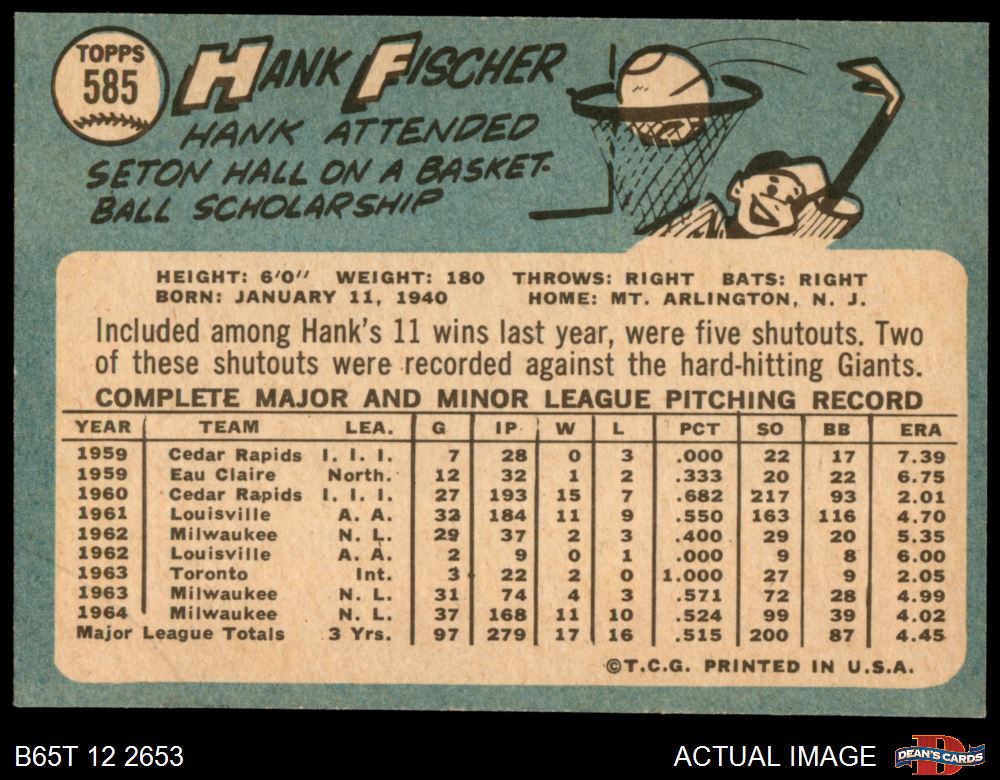 TOPPS
585
HANK FISCHER
HANK ATTENDED
SETON HALL ON A BASKET-
BALL SCHOLARSHIP
HEIGHT: 6'0" WEIGHT: 180 THROWS: RIGHT BATS: RIGHT
BORN: JANUARY 11, 1940 HOME: MT. ARLINGTON, N. J.
Included among Hank's 11 wins last year, were five shutouts. Two
of these shutouts were recorded against the hard-hitting Giants.
COMPLETE MAJOR AND MINOR LEAGUE PITCHING RECORD
YEAR TEAM LEA. G IP W L PCT SO BB ERA
1959 Cedar Rapids I. I. I. 7 28 0 3 .000 22 17 7.39
1959 Eau Claire North. 12 32 1 2 .333 20 22 6.75
1960 Cedar Rapids I. I. I. 27 193 15 7 .682 217 93 2.01
1961 Louisville A. A. 32 184 11 9 .550 163 116 4.70
1962 Milwaukee N. L. 29 37 2 3 .400 29 20 5.35
1962 Louisville A. A. 2 9 0 1 .000 9 8 6.00
1963 Toronto Int. 3 22 2 0 1.000 27 9 2.05
1963 Milwaukee N. L. 31 74 4 3 .571 72 28 4.99
1964 Milwaukee N. L. 37 168 11 10 .524 99 39 4.02
Major League Totals 3 Yrs. 97 279 17 16 .515 200 87 4.45
©T.C.G. PRINTED IN U.S.A.
B65T 12 2653 ACTUAL IMAGE DEAN'S CARDS